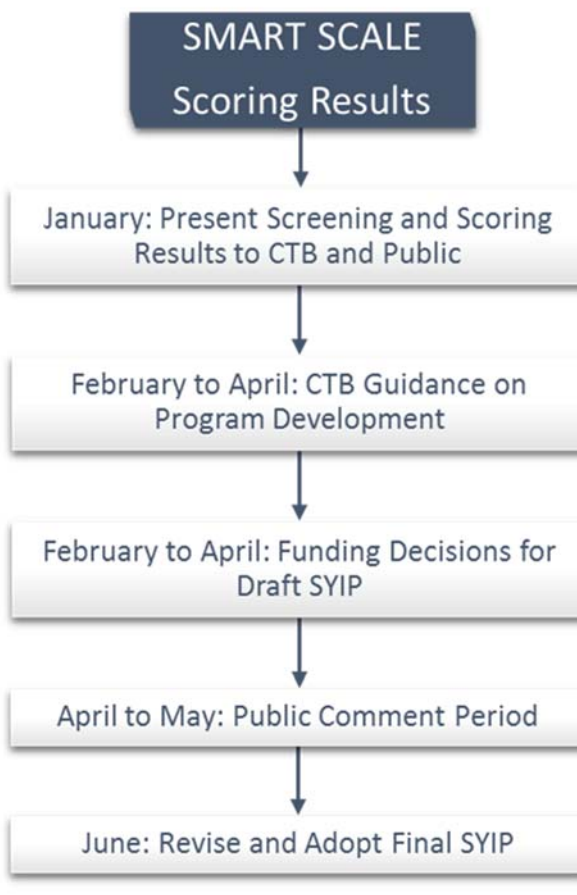 SMART SCALE
Scoring Results
January: Present Screening and Scoring
Results to CTB and Public
February to April: CTB Guidance on
Program Development
February to April: Funding Decisions for
Draft SYIP
April to May: Public Comment Period
June: Revise and Adopt Final SYIP